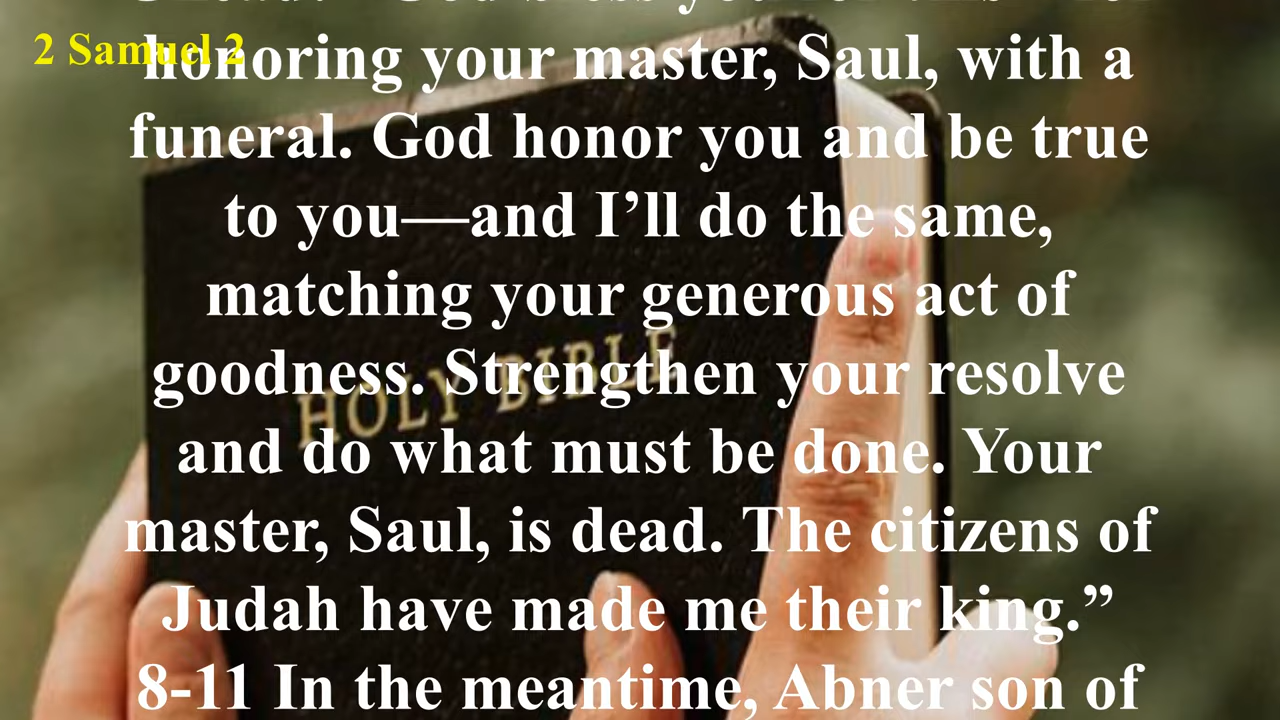 2 Samuel 2
honoring your master, Saul, with a
funeral. God honor you and be true
to you—and I’ll do the same,
matching your generous act of
goodness. Strengthen your resolve
HOLY BIBLE
and do what must be done. Your
master, Saul, is dead. The citizens of
Judah have made me their king.”
8-11 In the meantime, Abner son of